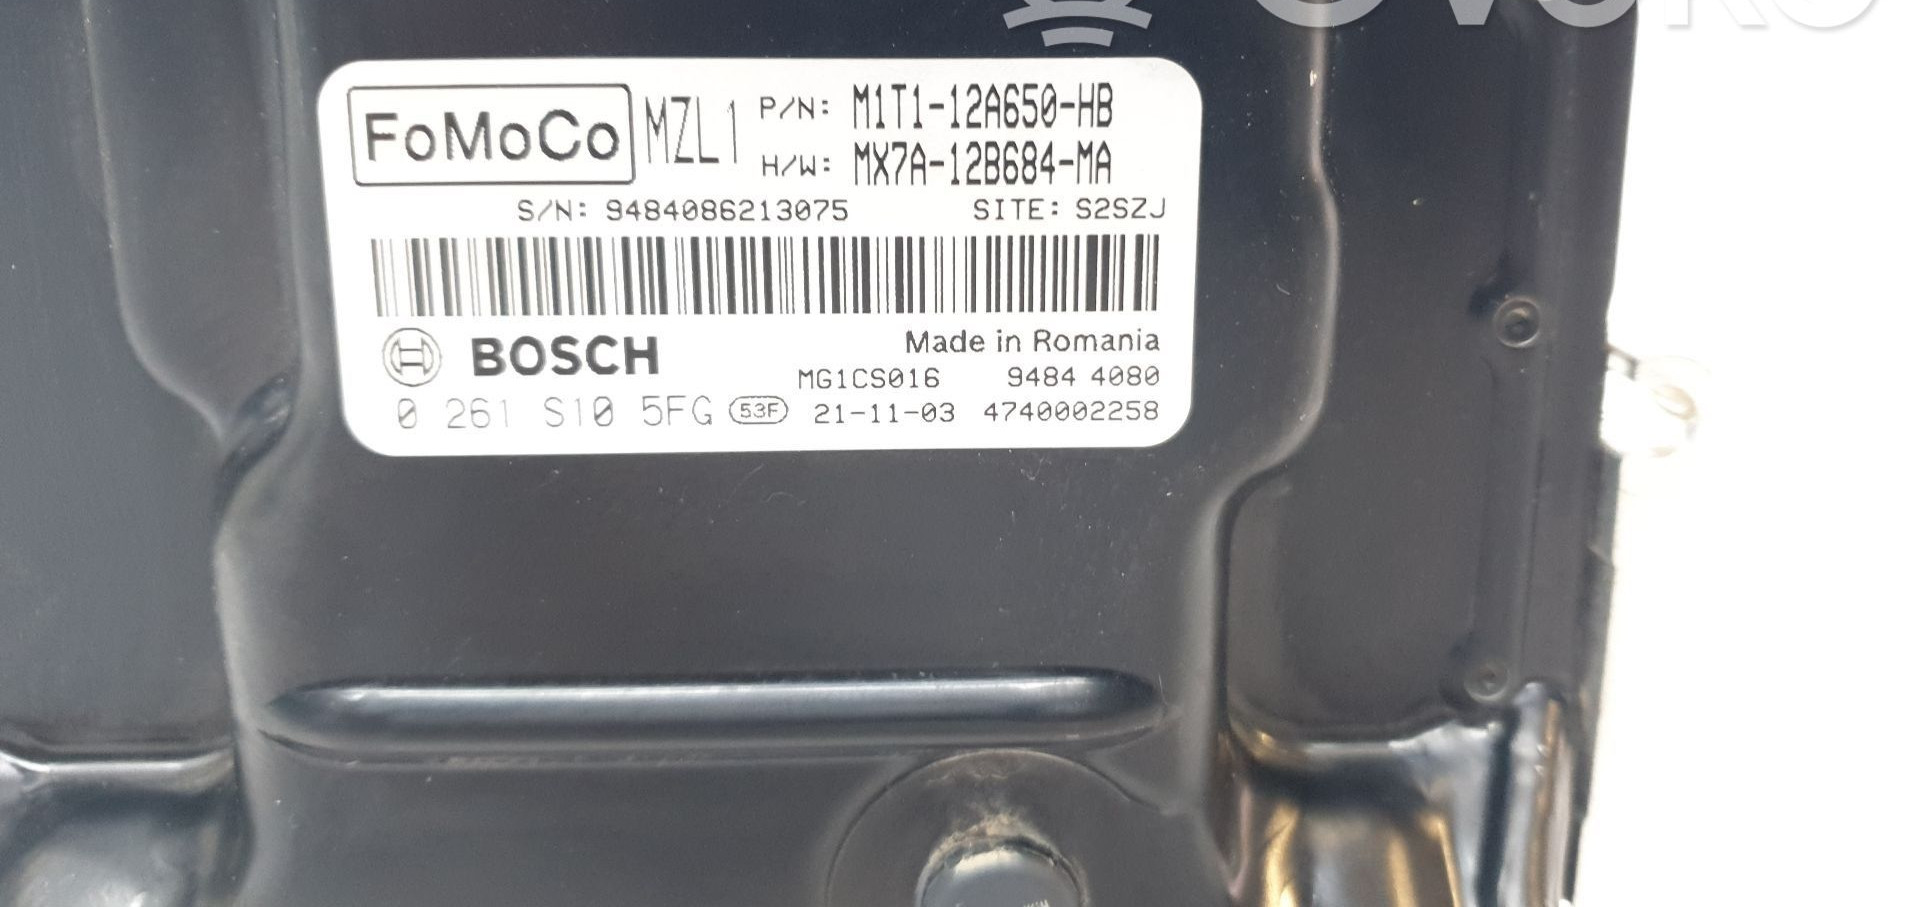 OVOKO
FoMoCo MZL1 P/N: M1T1-12A650-HB
H/W: MX7A-12B684-MA
S/N: 9484086213075 SITE: S2SZJ
BOSCH Made in Romania
MG1CS016 9484 4080
0 261 S10 5FG 53F 21-11-03 4740002258